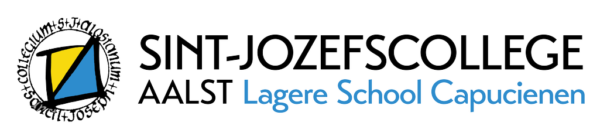 SINT-JOZEFSCOLLEGE
AALST Lagere School Capucienen